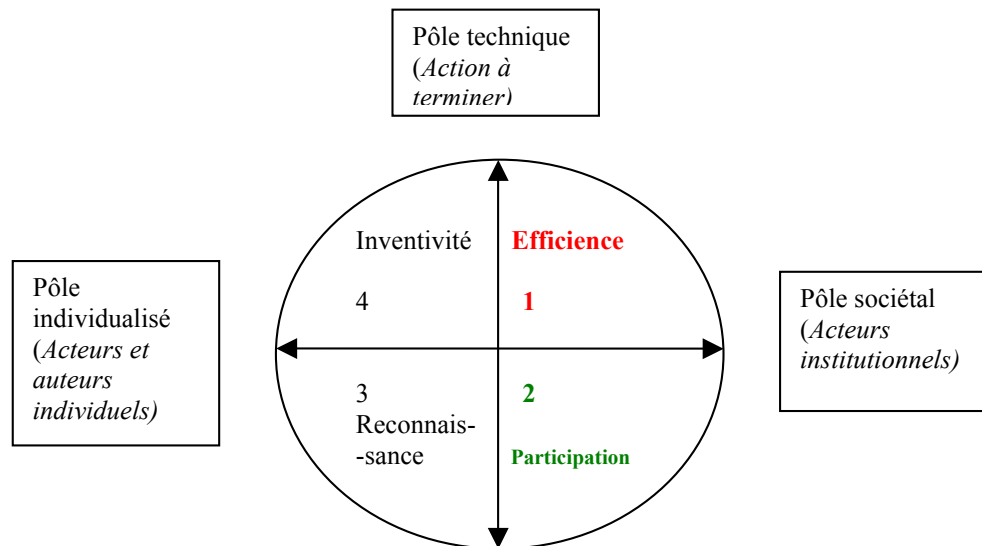 Pôle technique
(Action à
terminer)
Inventivité
Efficience
4
1
Pôle
individualisé
(Acteurs et
auteurs
individuels)
Pôle sociétal
(Acteurs
institutionnels)
3
Reconnais-
-sance
2
Participation